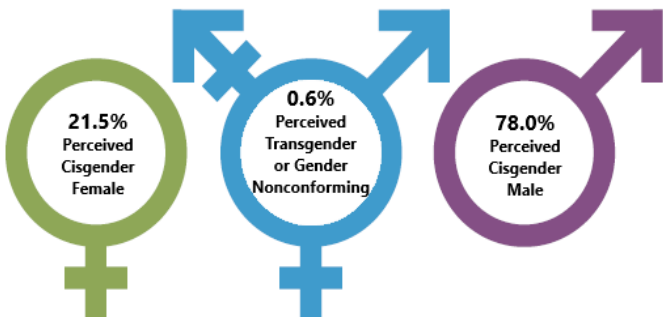 21.5%
Perceived
Cisgender
Female
0.6%
Perceived
Transgender
or Gender
Nonconforming
78.0%
Perceived
Cisgender
Male